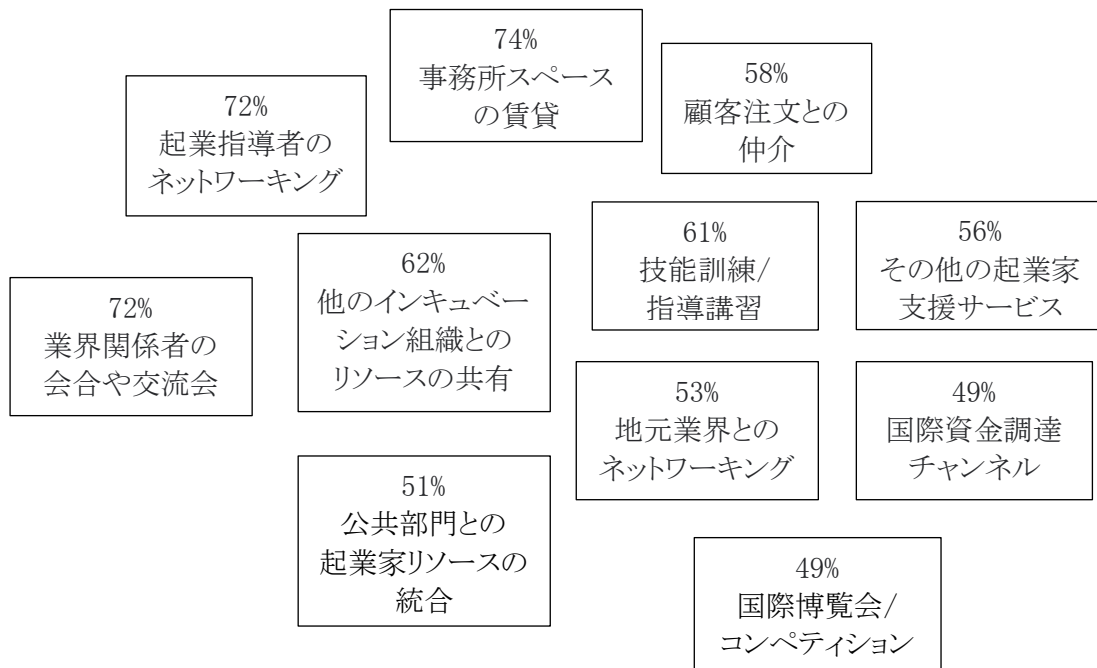 74%
事務所スペース
の賃貸
58%
顧客注文との
仲介
72%
起業指導者の
ネットワーキング
61%
技能訓練/
指導講習
56%
その他の起業家
支援サービス
62%
他のインキュベー
ション組織との
リソースの共有
72%
業界関係者の
会合や交流会
53%
地元業界との
ネットワーキング
49%
国際資金調達
チャンネル
51%
公共部門との
起業家リソースの
統合
49%
国際博覧会/
コンペティション